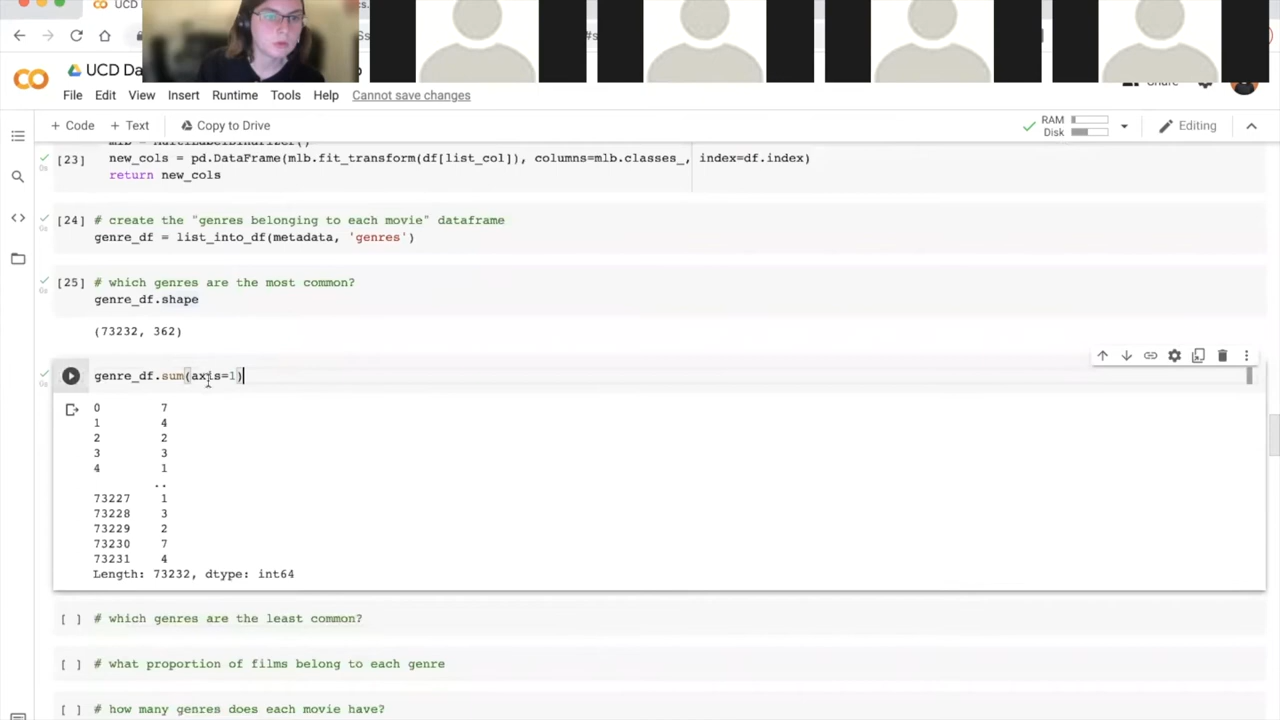 UCD Da
File Edit View Insert Runtime Tools Help Cannot save changes
+ Code + Text Copy to Drive RAM Disk Editing
[23] new_cols = pd.DataFrame(mlb.fit_transform(df[list_col]), columns=mlb.classes_, index=df.index)
return new_cols
[24] # create the "genres belonging to each movie" dataframe
genre_df = list_into_df(metadata, 'genres')
[25] # which genres are the most common?
genre_df.shape
(73232, 362)
genre_df.sum(axis=1)
0 7
1 4
2 2
3 3
4 1
..
73227 1
73228 3
73229 2
73230 7
73231 4
Length: 73232, dtype: int64
[ ] # which genres are the least common?
[ ] # what proportion of films belong to each genre
[ ] # how many genres does each movie have?